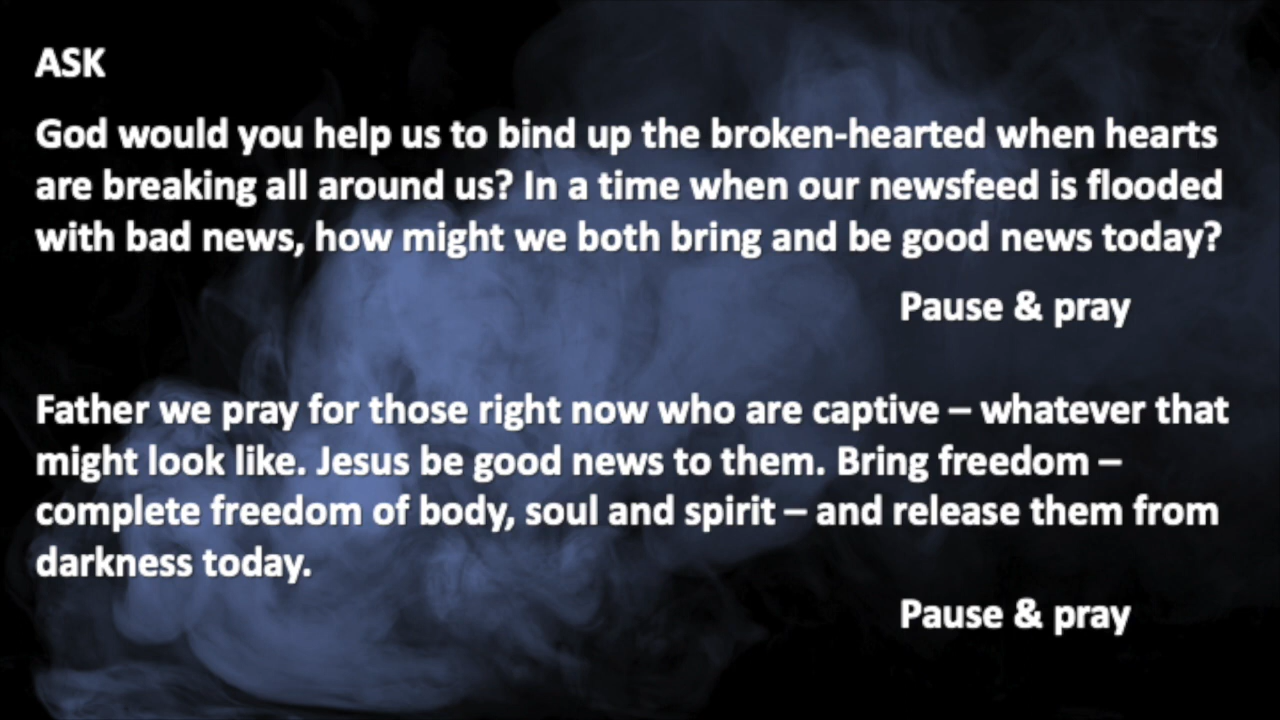 ASK
God would you help us to bind up the broken-hearted when hearts
are breaking all around us? In a time when our newsfeed is flooded
with bad news, how might we both bring and be good news today?
Pause & pray
Father we pray for those right now who are captive – whatever that
might look like. Jesus be good news to them. Bring freedom –
complete freedom of body, soul and spirit – and release them from
darkness today.
Pause & pray